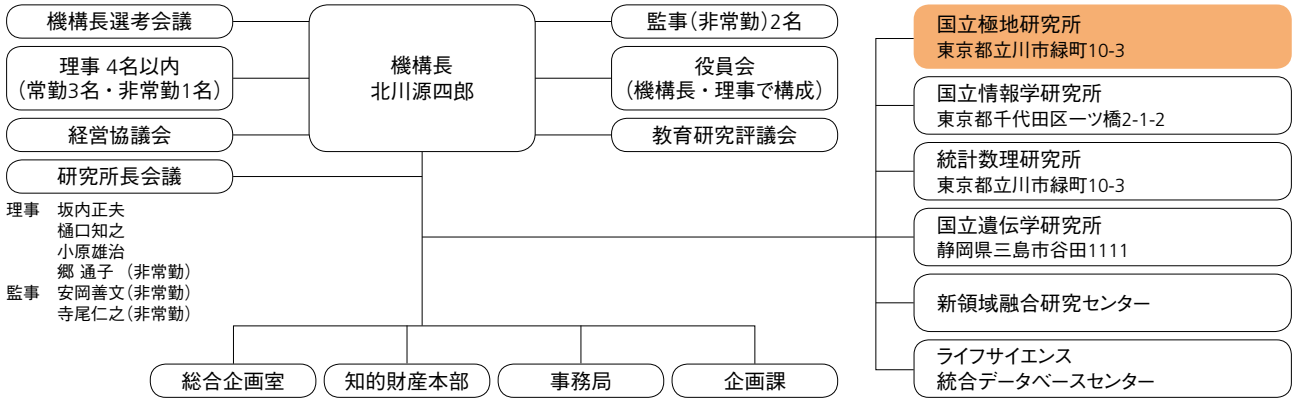 機構長選考会議
理事 4名以内
（常勤3名・非常勤1名）
経営協議会
研究所長会議
機構長
北川源四郎
監事（非常勤）2名
役員会
（機構長・理事で構成）
教育研究評議会
理事 坂内正夫
樋口知之
小原雄治
郷 通子 （非常勤）
監事 安岡善文（非常勤）
寺尾仁之（非常勤）
総合企画室
知的財産本部
事務局
企画課
国立極地研究所
東京都立川市緑町10-3
国立情報学研究所
東京都千代田区一ツ橋2-1-2
統計数理研究所
東京都立川市緑町10-3
国立遺伝学研究所
静岡県三島市谷田1111
新領域融合研究センター
ライフサイエンス
統合データベースセンター